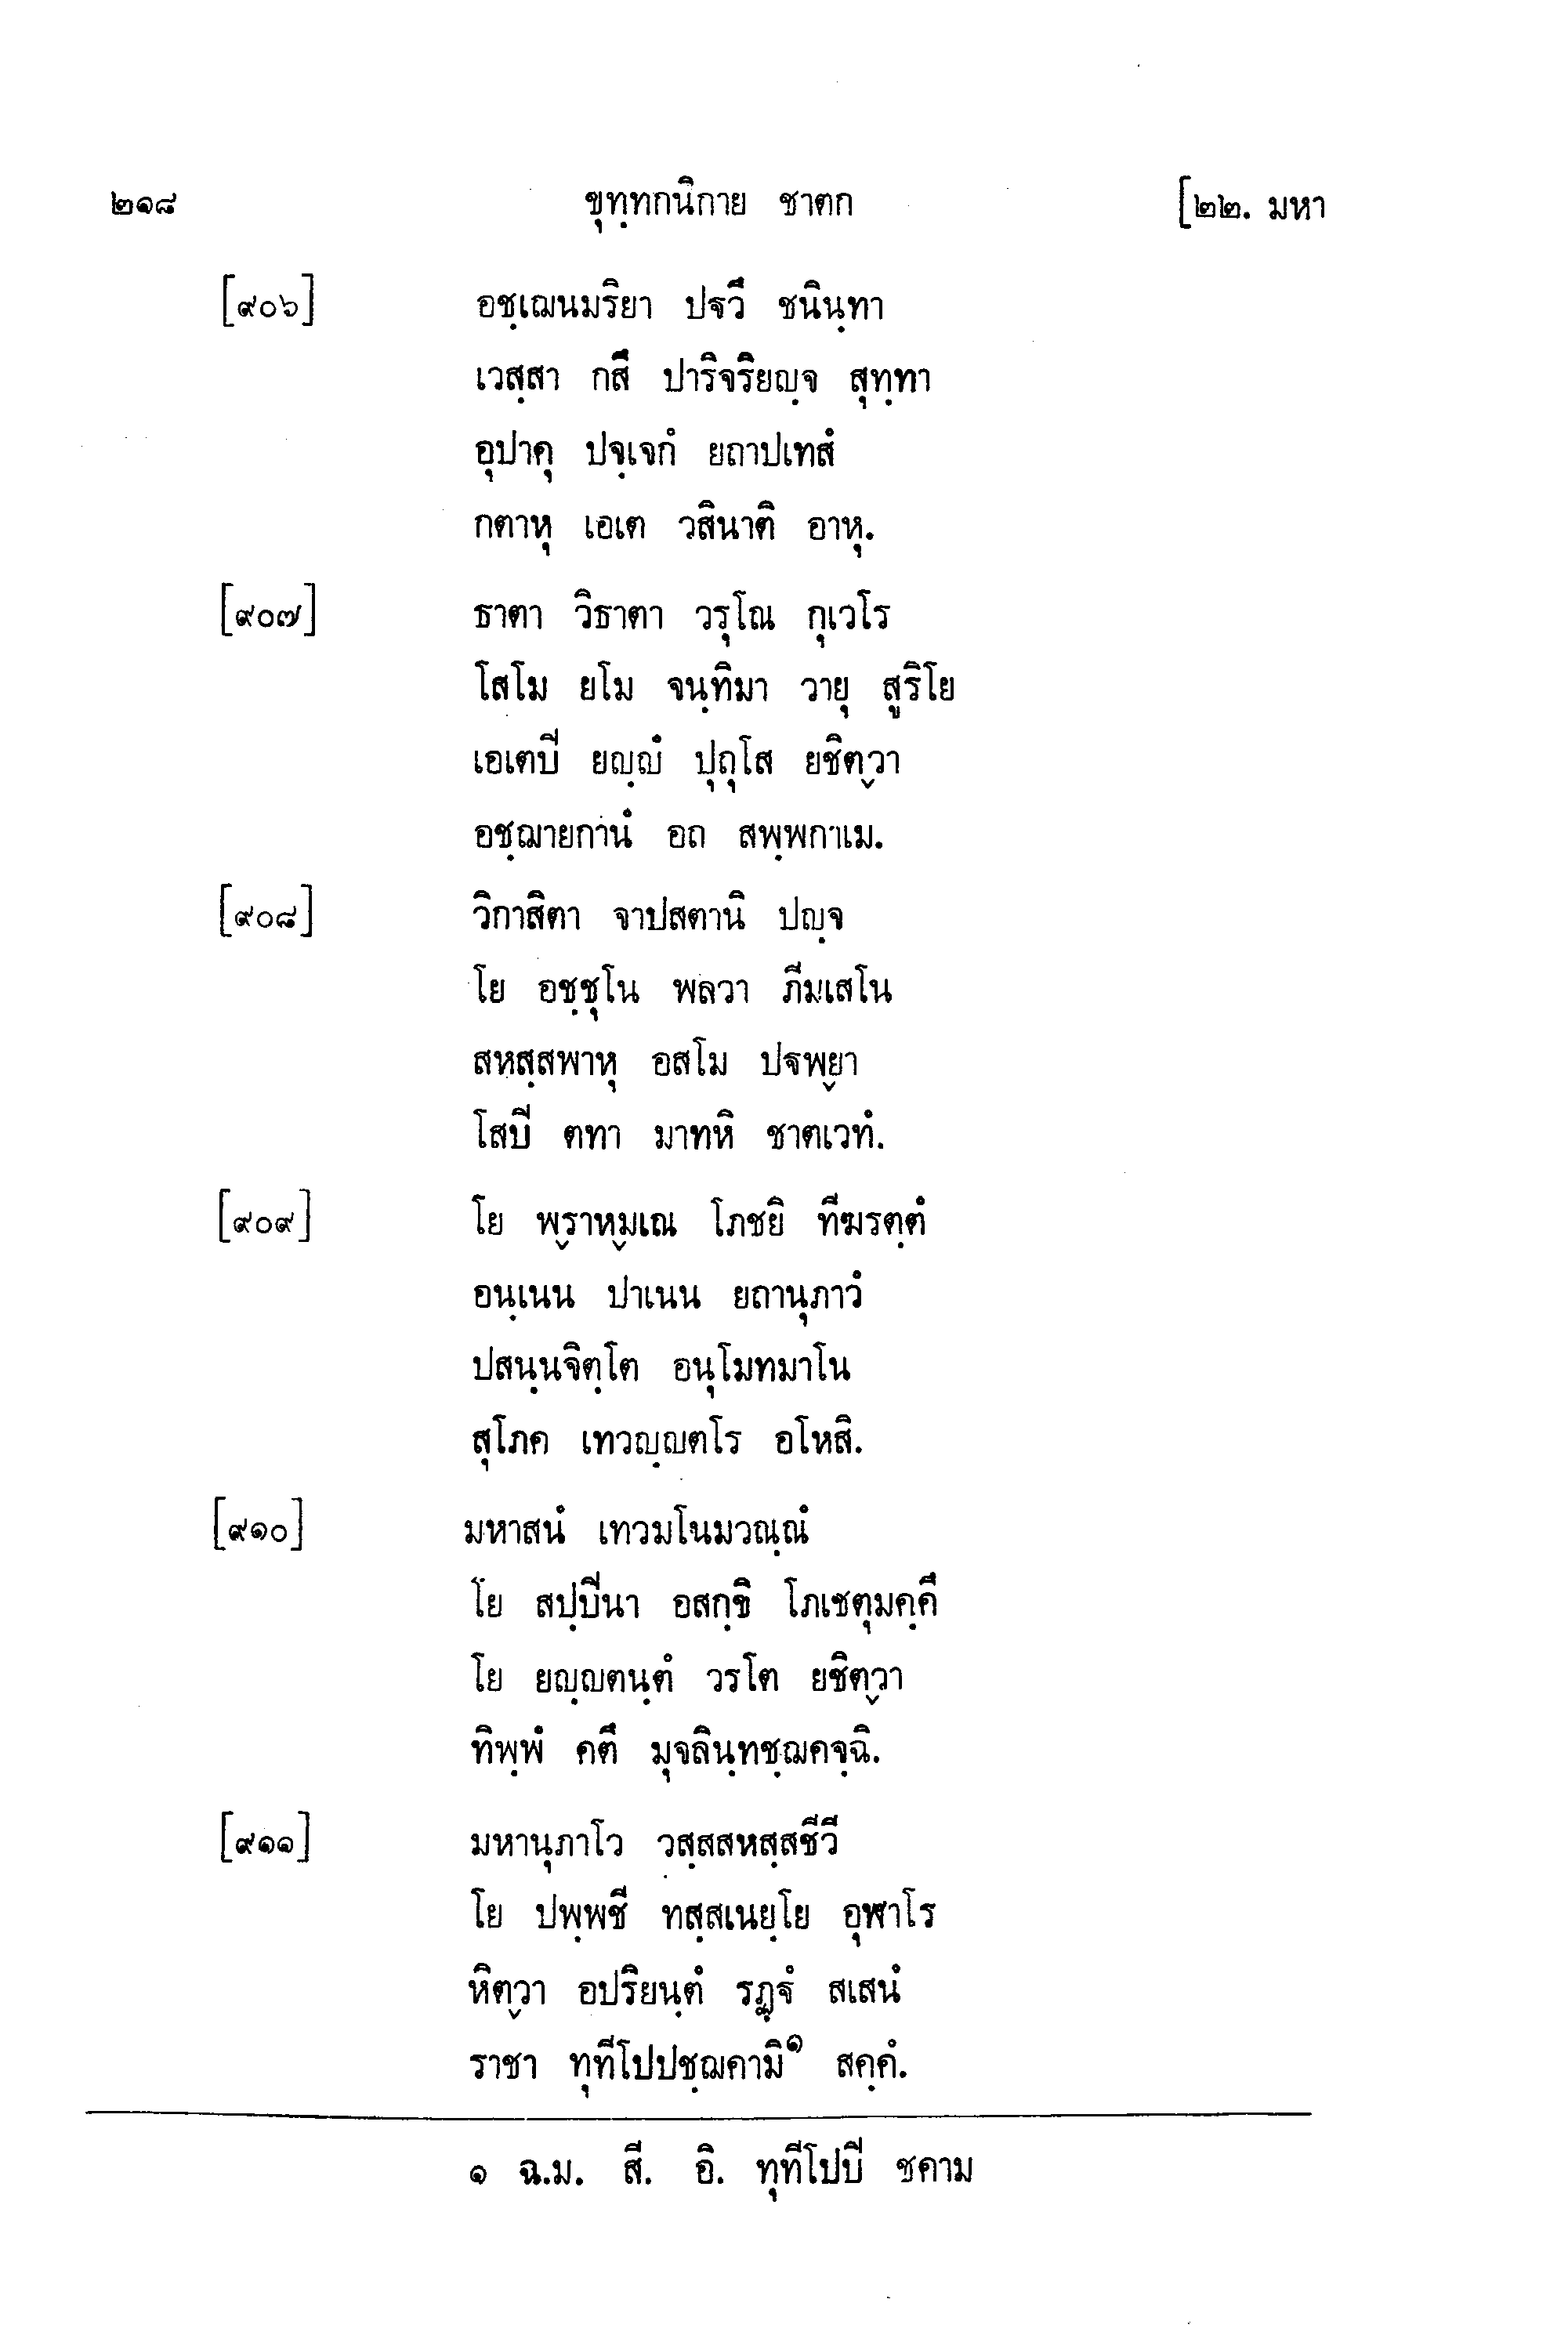 ๒๑๘ ขุทฺทกนิกาย ชาตก [๒๒. มหา
[๙๐๖] อชฺเฌนมริยา ปฐวึ ชนินฺทา
เวสฺสา กสึ ปาริจริยญฺจ สุทฺทา
อุปาคุ ปจฺเจกํ ยถาปเทสํ
กตาหุ เอเต วสินาติ อาหุ.
[๙๐๗] ธาตา วิธาตา วรุโณ กุเวโร
โสโม ยโม จนฺทิมา วายุ สูริโย
เอเตปิ ยญฺญํ ปุถุโส ยชิตฺวา
อชฺฌายกานํ อถ สพฺพกาเม.
[๙๐๘] วิกาสิตา จาปสตานิ ปญฺจ
โย อชฺชุโน พลวา ภีมเสโน
สหสฺสพาหุ อสโม ปฐพฺยา
โสปิ ตทา มาทหิ ชาตเวทํ.
[๙๐๙] โย พฺราหฺมเณ โภชยิ ทีฆรตฺตํ
อนฺเนน ปาเนน ยถานุภาวํ
ปสนฺนจิตฺโต อนุโมทมาโน
สุโภค เทวญฺญตโร อโหสิ.
[๙๑๐] มหาสนํ เทวมโนมวณฺณํ
โย สปฺปินา อสกฺขิ โภเชตุมคฺคึ
โย ยญฺญตนฺตํ วรโต ยชิตฺวา
ทิพฺพํ คตึ มุจลินฺทชฺฌคจฺฉิ.
[๙๑๑] มหานุภาโว วสฺสสหสฺสชีวี
โย ปพฺพชี ทสฺสเนยฺโย อุฬาโร
หิตฺวา อปริยนฺตํ รฏฺฐํ สเสนํ
ราชา ทุทีโปปชฺฌคามิ๑ สคฺคํ.
๑ ฉ.ม. สี. อิ. ทุทีโปปิ ชคาม